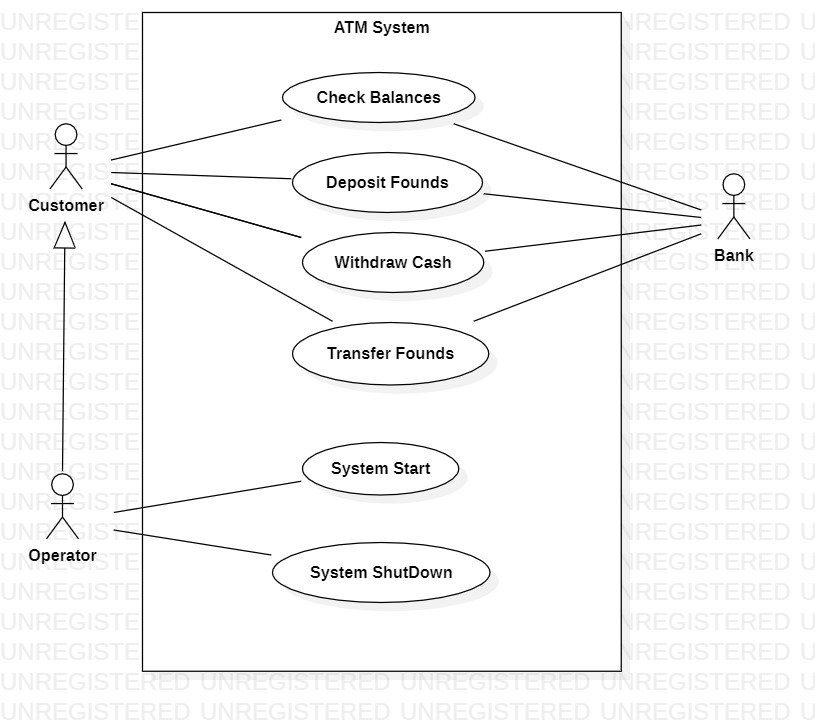 ATM System
Check Balances
Deposit Founds
Customer
Withdraw Cash
Bank
Transfer Founds
System Start
Operator
System ShutDown
UNREGISTERED UNREGISTERED UNREGISTERED UNREGISTERED U